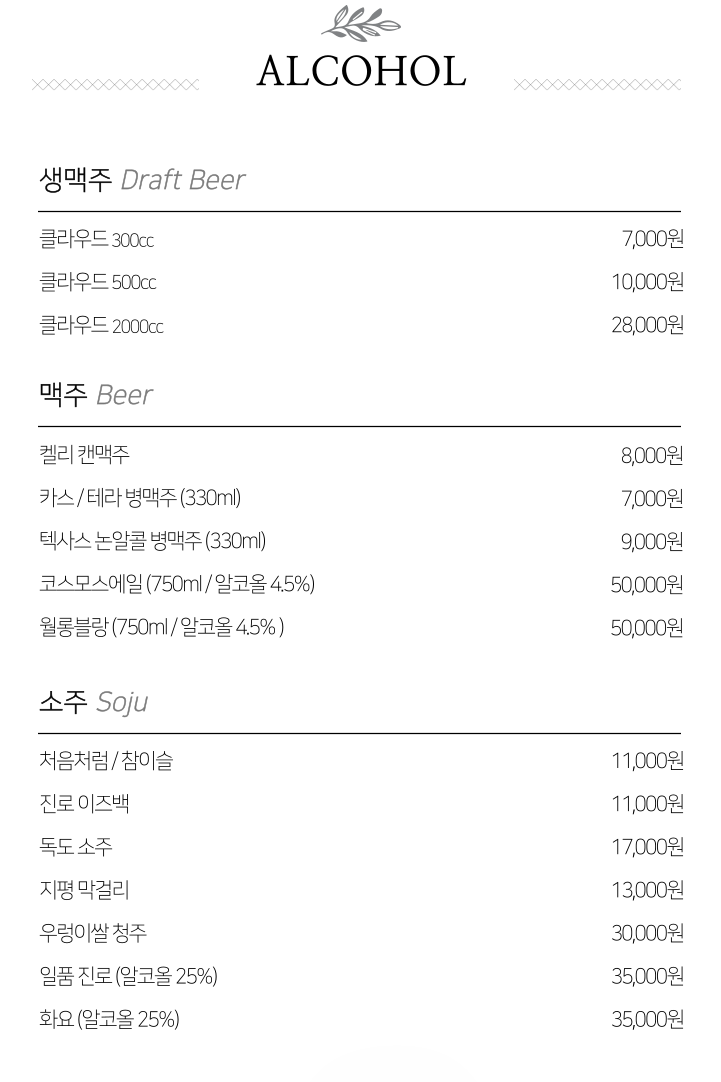 ALCOHOL
생맥주 Draft Beer
클라우드 300cc 7,000원
클라우드 500cc 10,000원
클라우드 2000cc 28,000원
맥주 Beer
켈리 캔맥주 8,000원
카스 / 테라 병맥주 (330ml) 7,000원
텍사스 논알콜 병맥주 (330ml) 9,000원
코스모스에일 (750ml / 알코올 4.5%) 50,000원
월롱블랑 (750ml / 알코올 4.5% ) 50,000원
소주 Soju
처음처럼 / 참이슬 11,000원
진로 이즈백 11,000원
독도 소주 17,000원
지평 막걸리 13,000원
우렁이쌀 청주 30,000원
일품 진로 (알코올 25%) 35,000원
화요 (알코올 25%) 35,000원